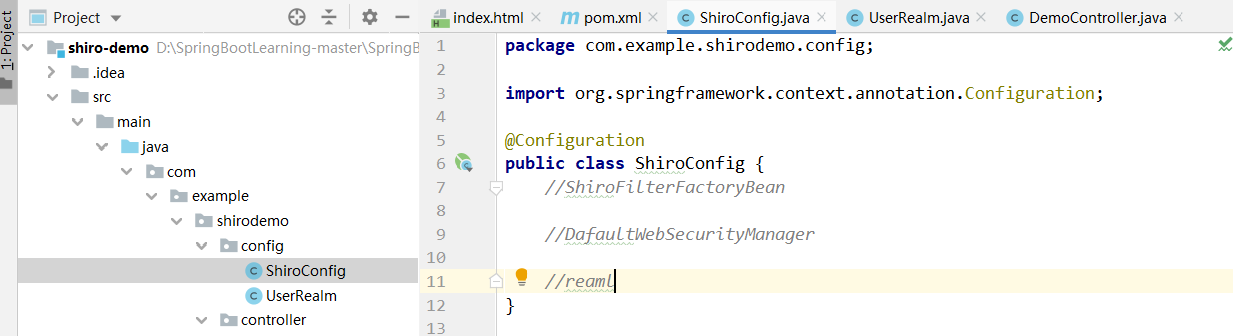 Project
index.html
pom.xml
ShiroConfig.java
UserRealm.java
DemoController.java
1: Project
shiro-demo D:\SpringBootLearning-master\SpringB
.idea
src
main
java
com
example
shirodemo
config
ShiroConfig
UserRealm
controller
1 package com.example.shirodemo.config;
2
3 import org.springframework.context.annotation.Configuration;
4
5 @Configuration
6 public class ShiroConfig {
7 //ShiroFilterFactoryBean
8
9 //DafaultWebSecurityManager
10
11 //reaml
12 }
13